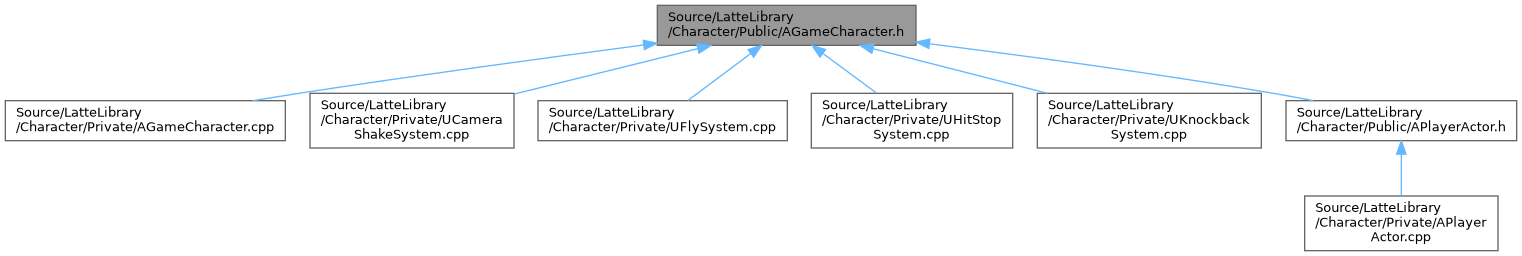 Source/LatteLibrary
/Character/Public/AGameCharacter.h
Source/LatteLibrary
/Character/Private/AGameCharacter.cpp
Source/LatteLibrary
/Character/Private/UCamera
ShakeSystem.cpp
Source/LatteLibrary
/Character/Private/UFlySystem.cpp
Source/LatteLibrary
/Character/Private/UHitStop
System.cpp
Source/LatteLibrary
/Character/Private/UKnockback
System.cpp
Source/LatteLibrary
/Character/Public/APlayerActor.h
Source/LatteLibrary
/Character/Private/APlayer
Actor.cpp